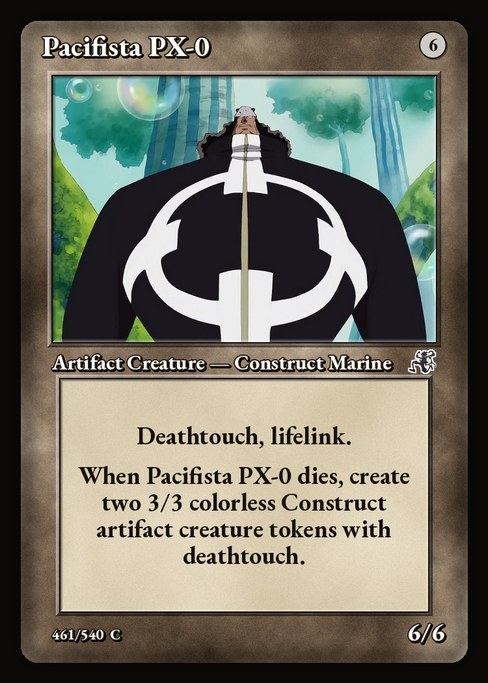 Pacifista PX-0
6
Artifact Creature — Construct Marine
Deathtouch, lifelink.
When Pacifista PX-0 dies, create
two 3/3 colorless Construct
artifact creature tokens with
deathtouch.
461/540 C
6/6